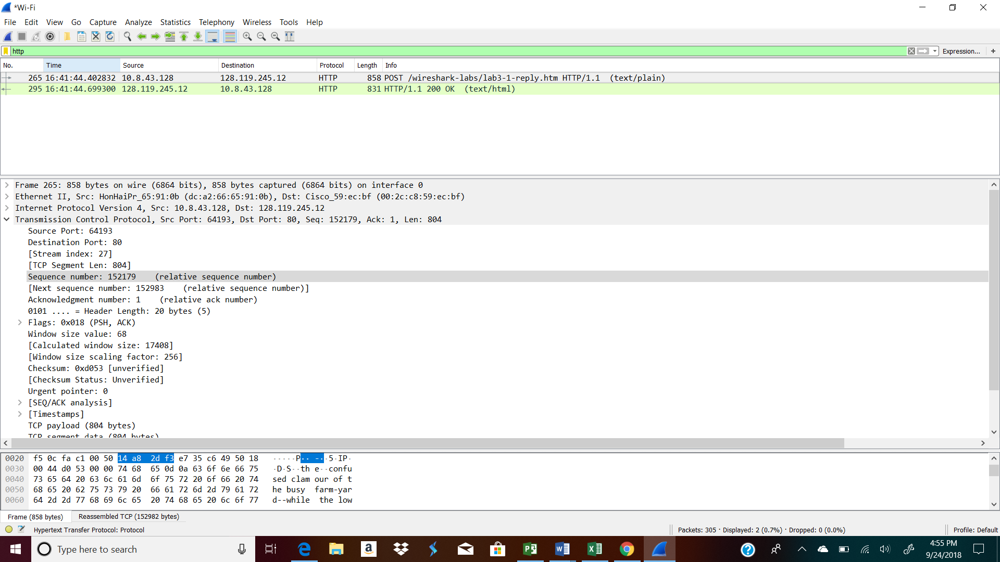 *Wi-Fi
File Edit View Go Capture Analyze Statistics Telephony Wireless Tools Help
http Expression... +
No. Time Source Destination Protocol Length Info
265 16:41:44.402832 10.8.43.128 128.119.245.12 HTTP 858 POST /wireshark-labs/lab3-1-reply.htm HTTP/1.1 (text/plain)
295 16:41:44.699300 128.119.245.12 10.8.43.128 HTTP 831 HTTP/1.1 200 OK (text/html)
Frame 265: 858 bytes on wire (6864 bits), 858 bytes captured (6864 bits) on interface 0
Ethernet II, Src: HonHaiPr_65:91:0b (dc:a2:66:65:91:0b), Dst: Cisco_59:ec:bf (00:2c:c8:59:ec:bf)
Internet Protocol Version 4, Src: 10.8.43.128, Dst: 128.119.245.12
Transmission Control Protocol, Src Port: 64193, Dst Port: 80, Seq: 152179, Ack: 1, Len: 804
Source Port: 64193
Destination Port: 80
[Stream index: 27]
[TCP Segment Len: 804]
Sequence number: 152179 (relative sequence number)
[Next sequence number: 152983 (relative sequence number)]
Acknowledgment number: 1 (relative ack number)
0101 .... = Header Length: 20 bytes (5)
Flags: 0x018 (PSH, ACK)
Window size value: 68
[Calculated window size: 17408]
[Window size scaling factor: 256]
Checksum: 0xd053 [unverified]
[Checksum Status: Unverified]
Urgent pointer: 0
[SEQ/ACK analysis]
[Timestamps]
TCP payload (804 bytes)
TCP segment data (804 bytes)
0020 f5 0c fa c1 00 50 14 a8 2d f3 e7 35 c6 49 50 18 ·····P·· -··5·IP·
0030 00 44 d0 53 00 00 74 68 65 0d 0a 63 6f 6e 66 75 ·D·S··th e··confu
0040 73 65 64 20 63 6c 61 6d 6f 75 72 20 6f 66 20 74 sed clam our of t
0050 68 65 20 62 75 73 79 20 66 61 72 6d 2d 79 61 72 he busy farm-yar
0060 64 2d 2d 77 68 69 6c 65 20 74 68 65 20 6c 6f 77 d--while the low
Frame (858 bytes) Reassembled TCP (152982 bytes)
Hypertext Transfer Protocol: Protocol Packets: 305 · Displayed: 2 (0.7%) · Dropped: 0 (0.0%) Profile: Default
Type here to search
4:55 PM
9/24/2018